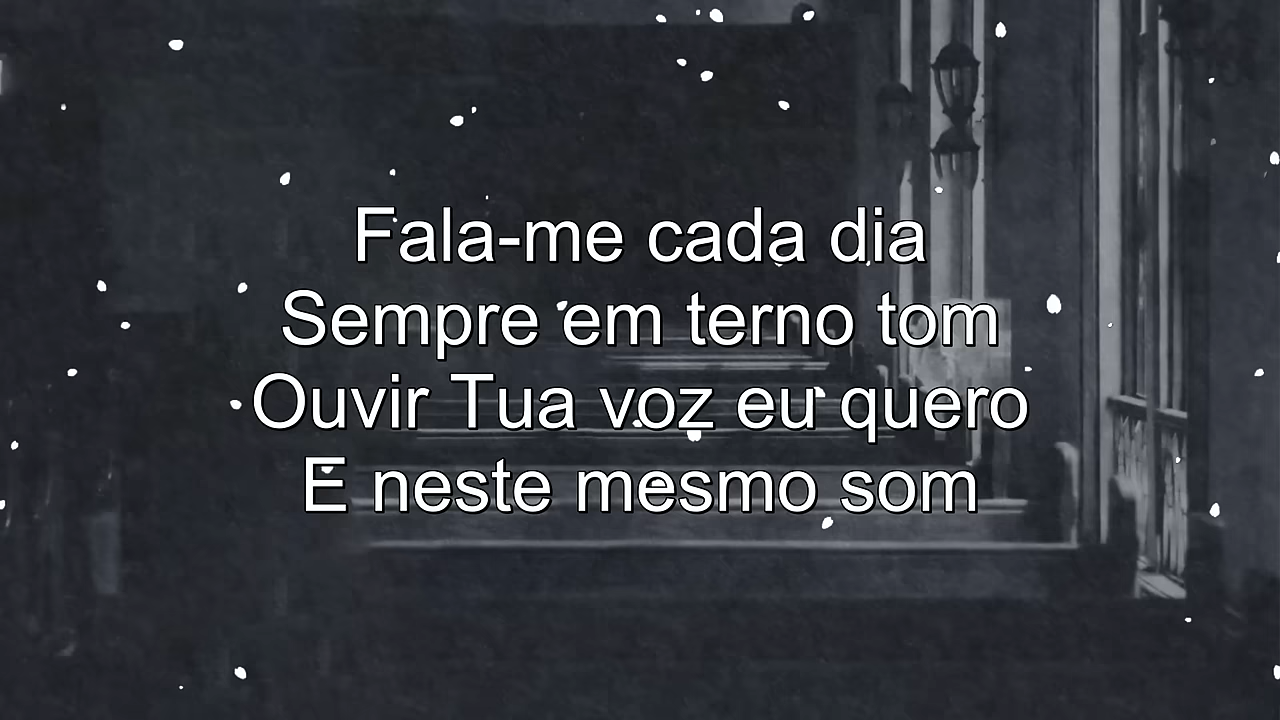 Fala-me cada dia
Sempre em terno tom
Ouvir Tua voz eu quero
E neste mesmo som